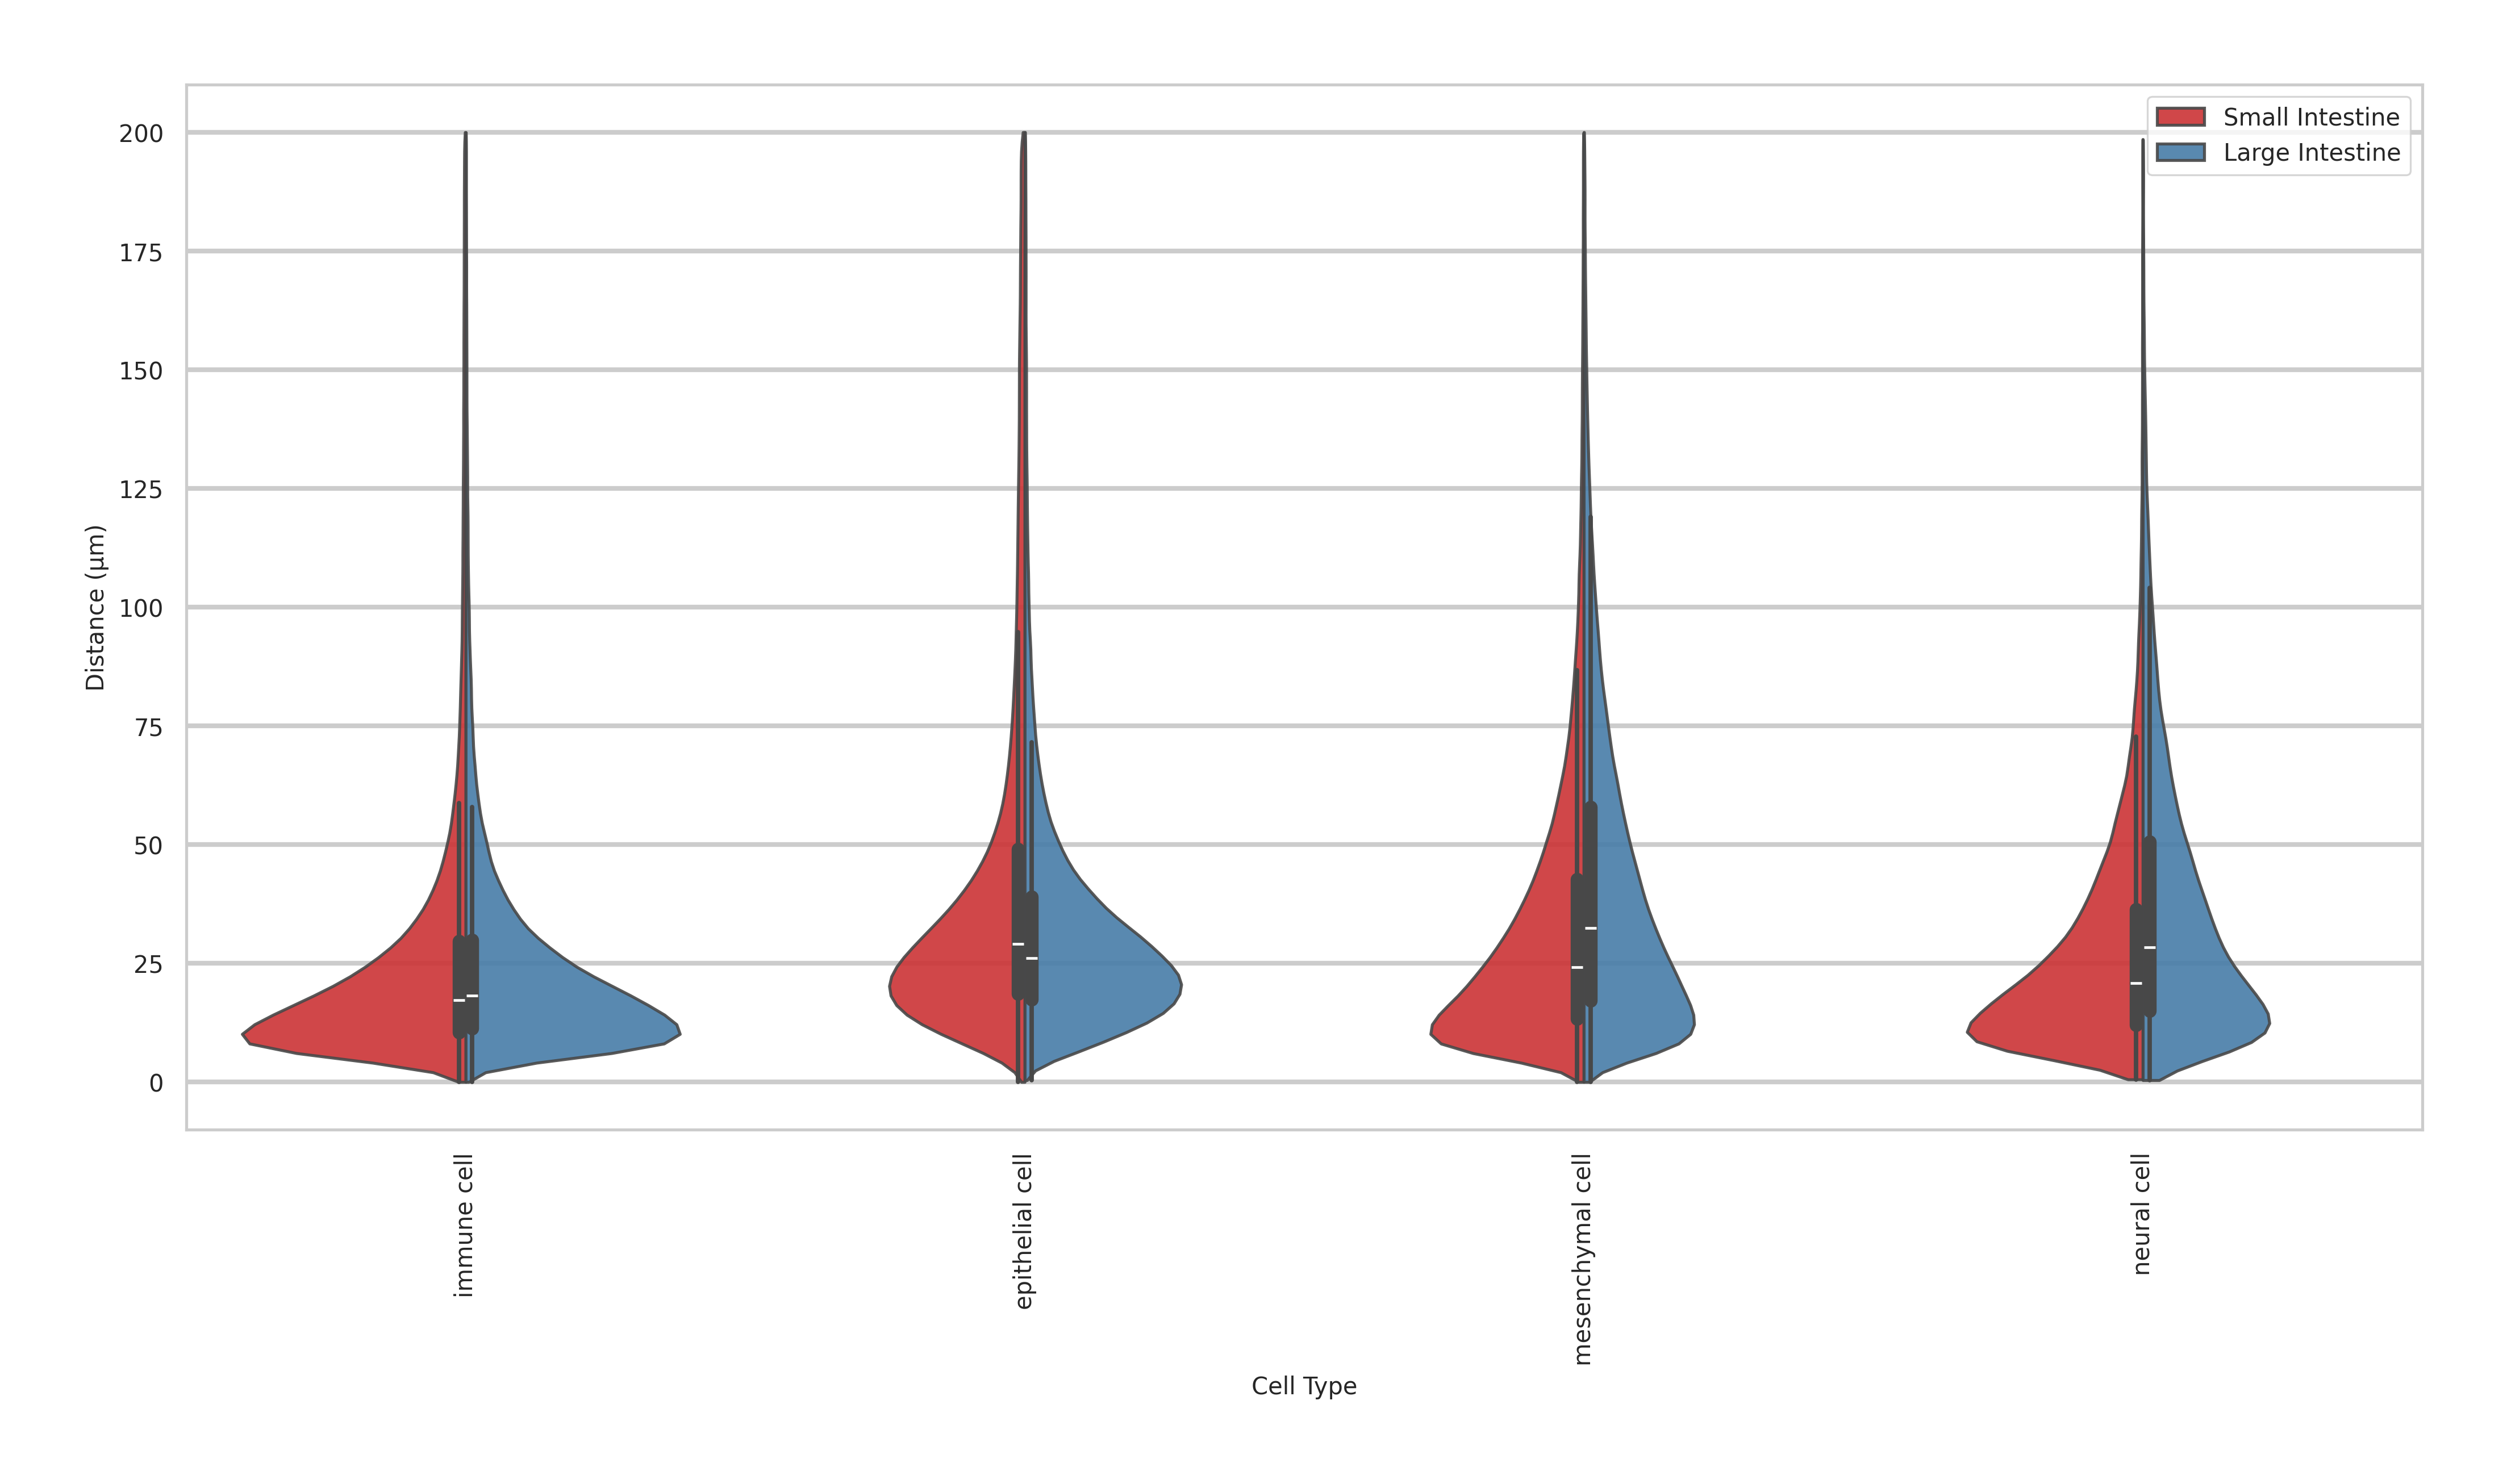 Small Intestine
Large Intestine
200
175
150
125
100
75
50
25
0
Distance (µm)
immune cell
epithelial cell
mesenchymal cell
neural cell
Cell Type